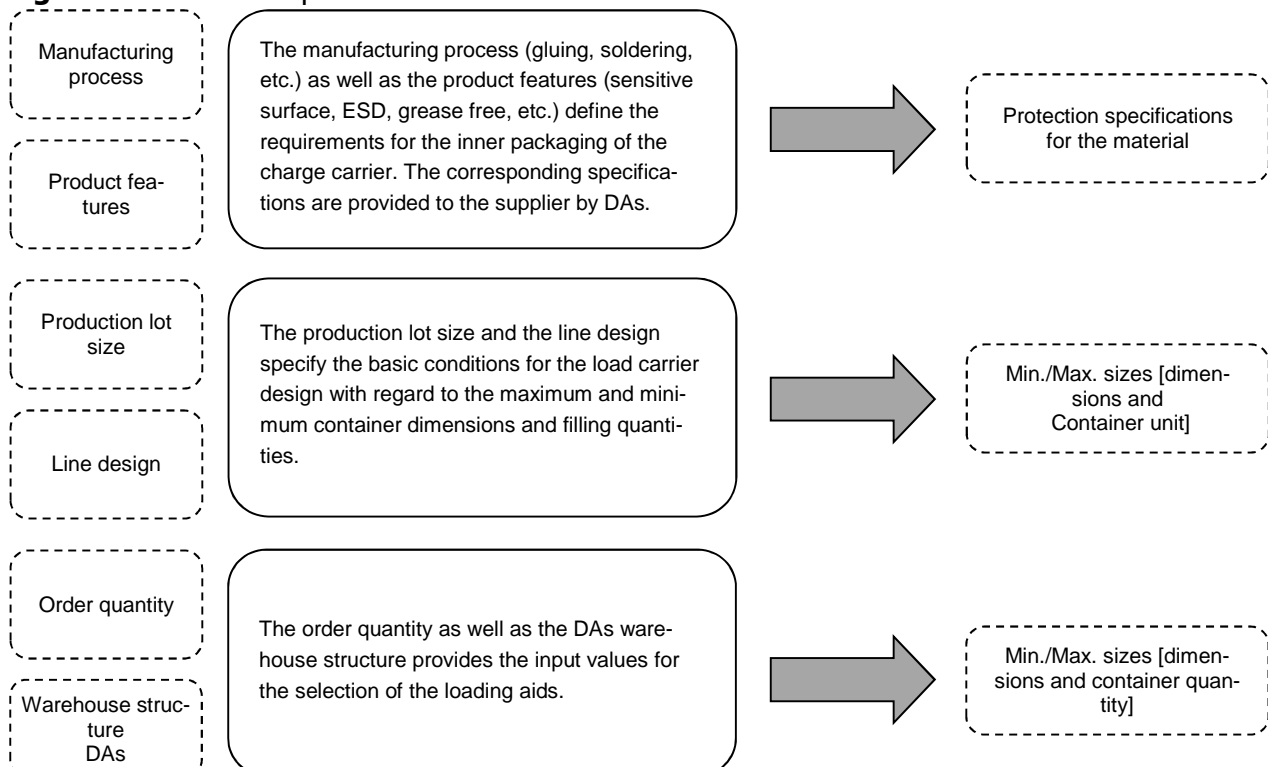 Manufacturing
process
Product fea-
tures
The manufacturing process (gluing, soldering,
etc.) as well as the product features (sensitive
surface, ESD, grease free, etc.) define the
requirements for the inner packaging of the
charge carrier. The corresponding specifica-
tions are provided to the supplier by DAs.
Protection specifications
for the material
Production lot
size
Line design
The production lot size and the line design
specify the basic conditions for the load carrier
design with regard to the maximum and mini-
mum container dimensions and filling quanti-
ties.
Min./Max. sizes [dimen-
sions and
Container unit]
Order quantity
Warehouse struc-
ture
DAs
The order quantity as well as the DAs ware-
house structure provides the input values for
the selection of the loading aids.
Min./Max. sizes [dimen-
sions and container quan-
tity]